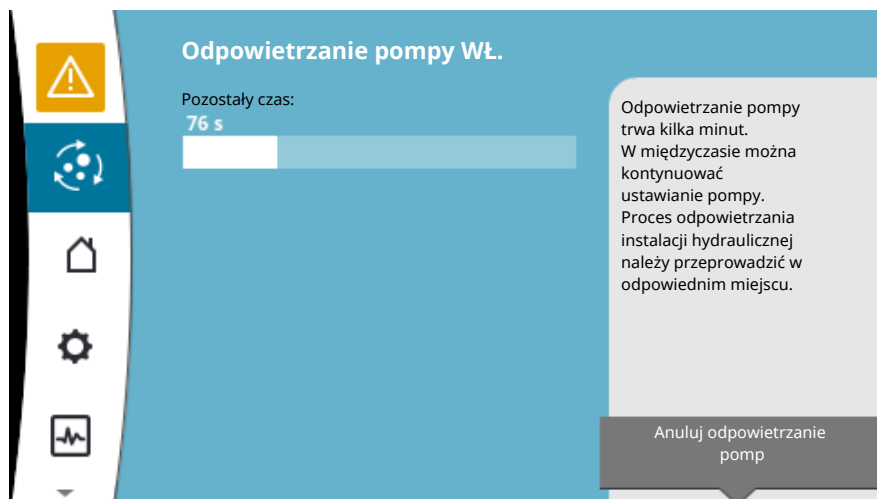 Odpowietrzanie pompy WŁ.
Pozostały czas:
76 s
Odpowietrzanie pompy
trwa kilka minut.
W międzyczasie można
kontynuować
ustawianie pompy.
Proces odpowietrzania
instalacji hydraulicznej
należy przeprowadzić w
odpowiednim miejscu.
Anuluj odpowietrzanie
pomp